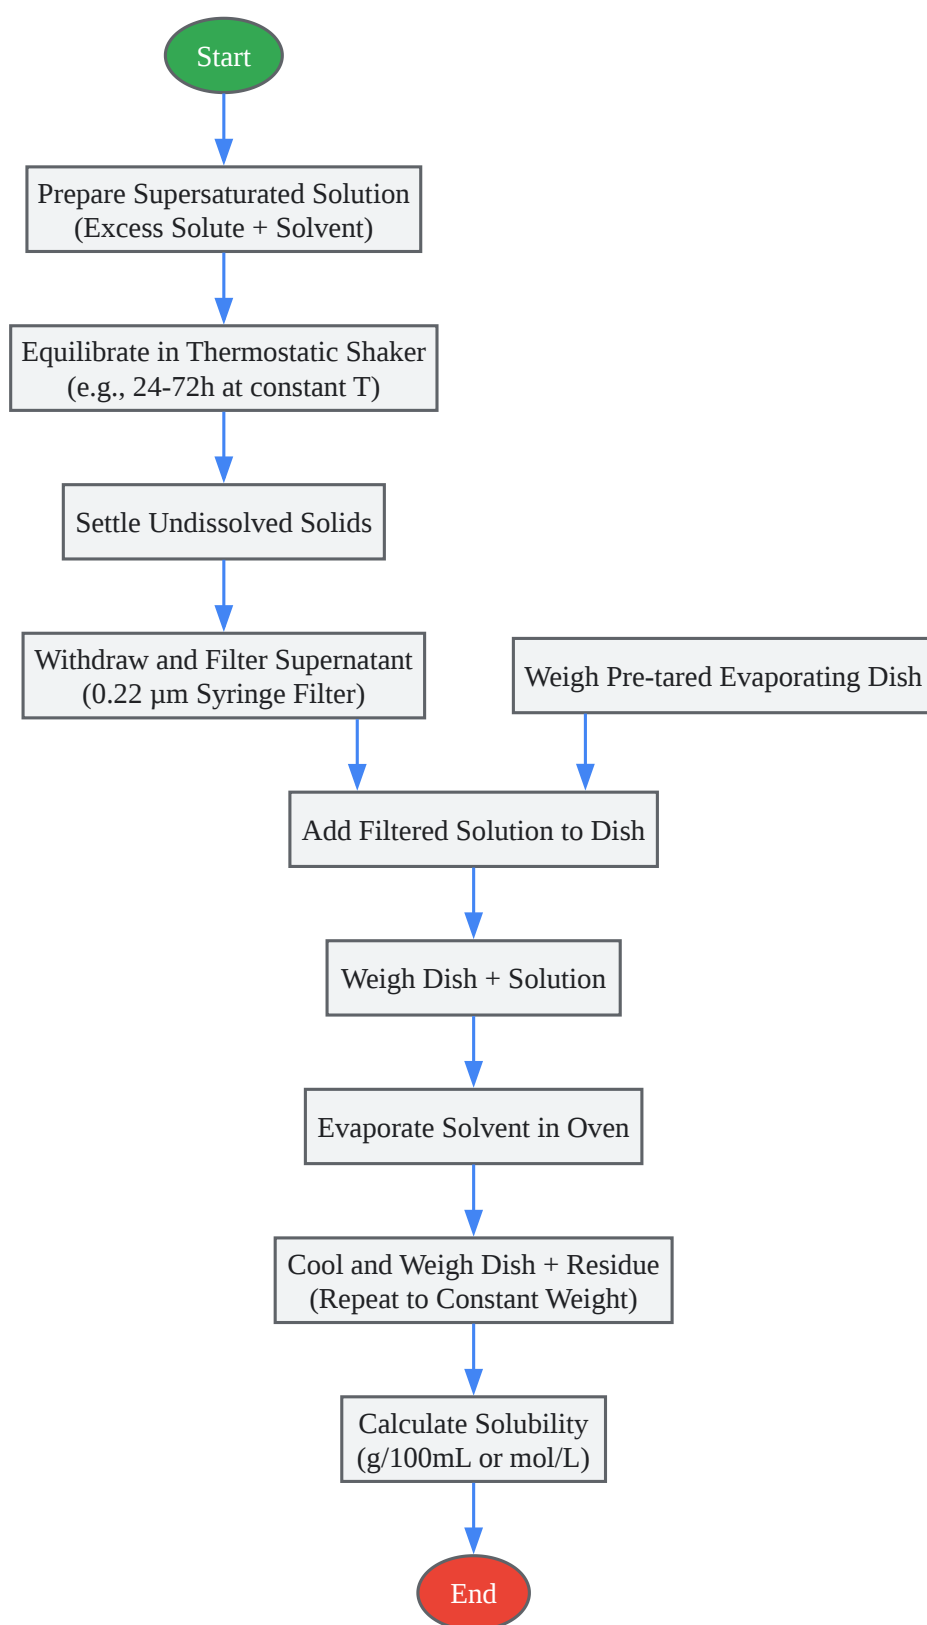 Start
Prepare Supersaturated Solution
(Excess Solute + Solvent)
Equilibrate in Thermostatic Shaker
(e.g., 24-72h at constant T)
Settle Undissolved Solids
Withdraw and Filter Supernatant
(0.22 µm Syringe Filter)
Weigh Pre-tared Evaporating Dish
Add Filtered Solution to Dish
Weigh Dish + Solution
Evaporate Solvent in Oven
Cool and Weigh Dish + Residue
(Repeat to Constant Weight)
Calculate Solubility
(g/100mL or mol/L)
End